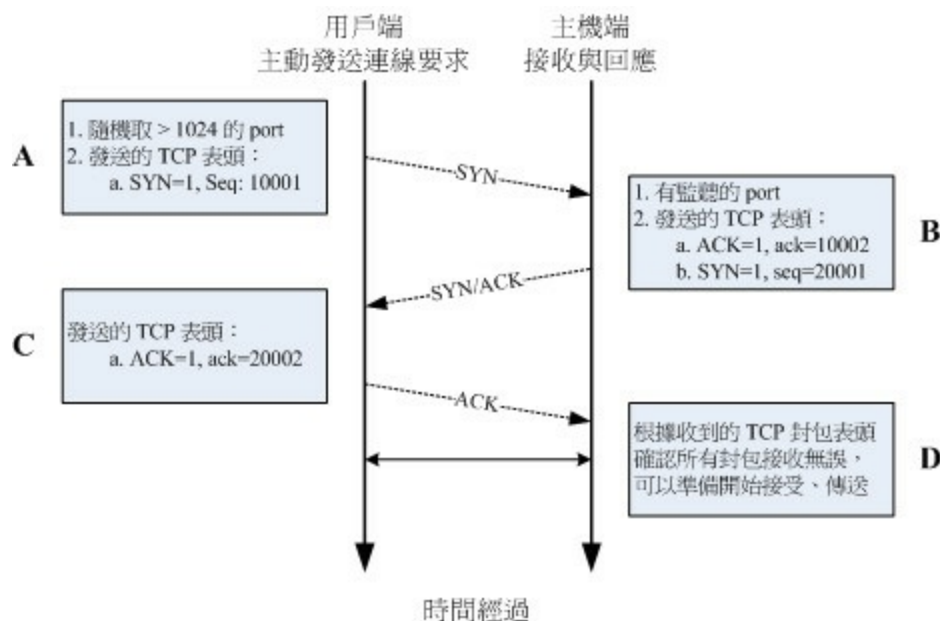 用戶端
主動發送連線要求
主機端
接收與回應
A
1. 隨機取 > 1024 的 port
2. 發送的 TCP 表頭：
a. SYN=1, Seq: 10001
SYN
1. 有監聽的 port
2. 發送的 TCP 表頭：
a. ACK=1, ack=10002
b. SYN=1, seq=20001
B
SYN/ACK
C
發送的 TCP 表頭：
a. ACK=1, ack=20002
ACK
根據收到的 TCP 封包表頭
確認所有封包接收無誤，
可以準備開始接受、傳送
D
時間經過